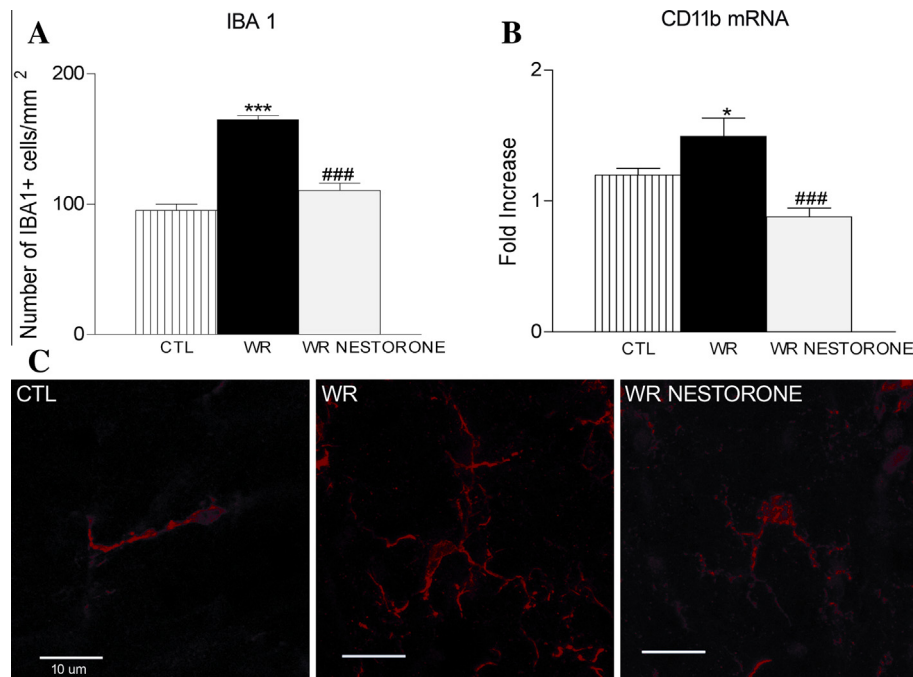 A
IBA 1
Number of IBA1+ cells/mm 2
200
100
0
***
###
CTL
WR
WR NESTORONE
B
CD11b mRNA
Fold Increase
2
1
0
*
###
CTL
WR
WR NESTORONE
C
CTL
10 um
WR
WR NESTORONE